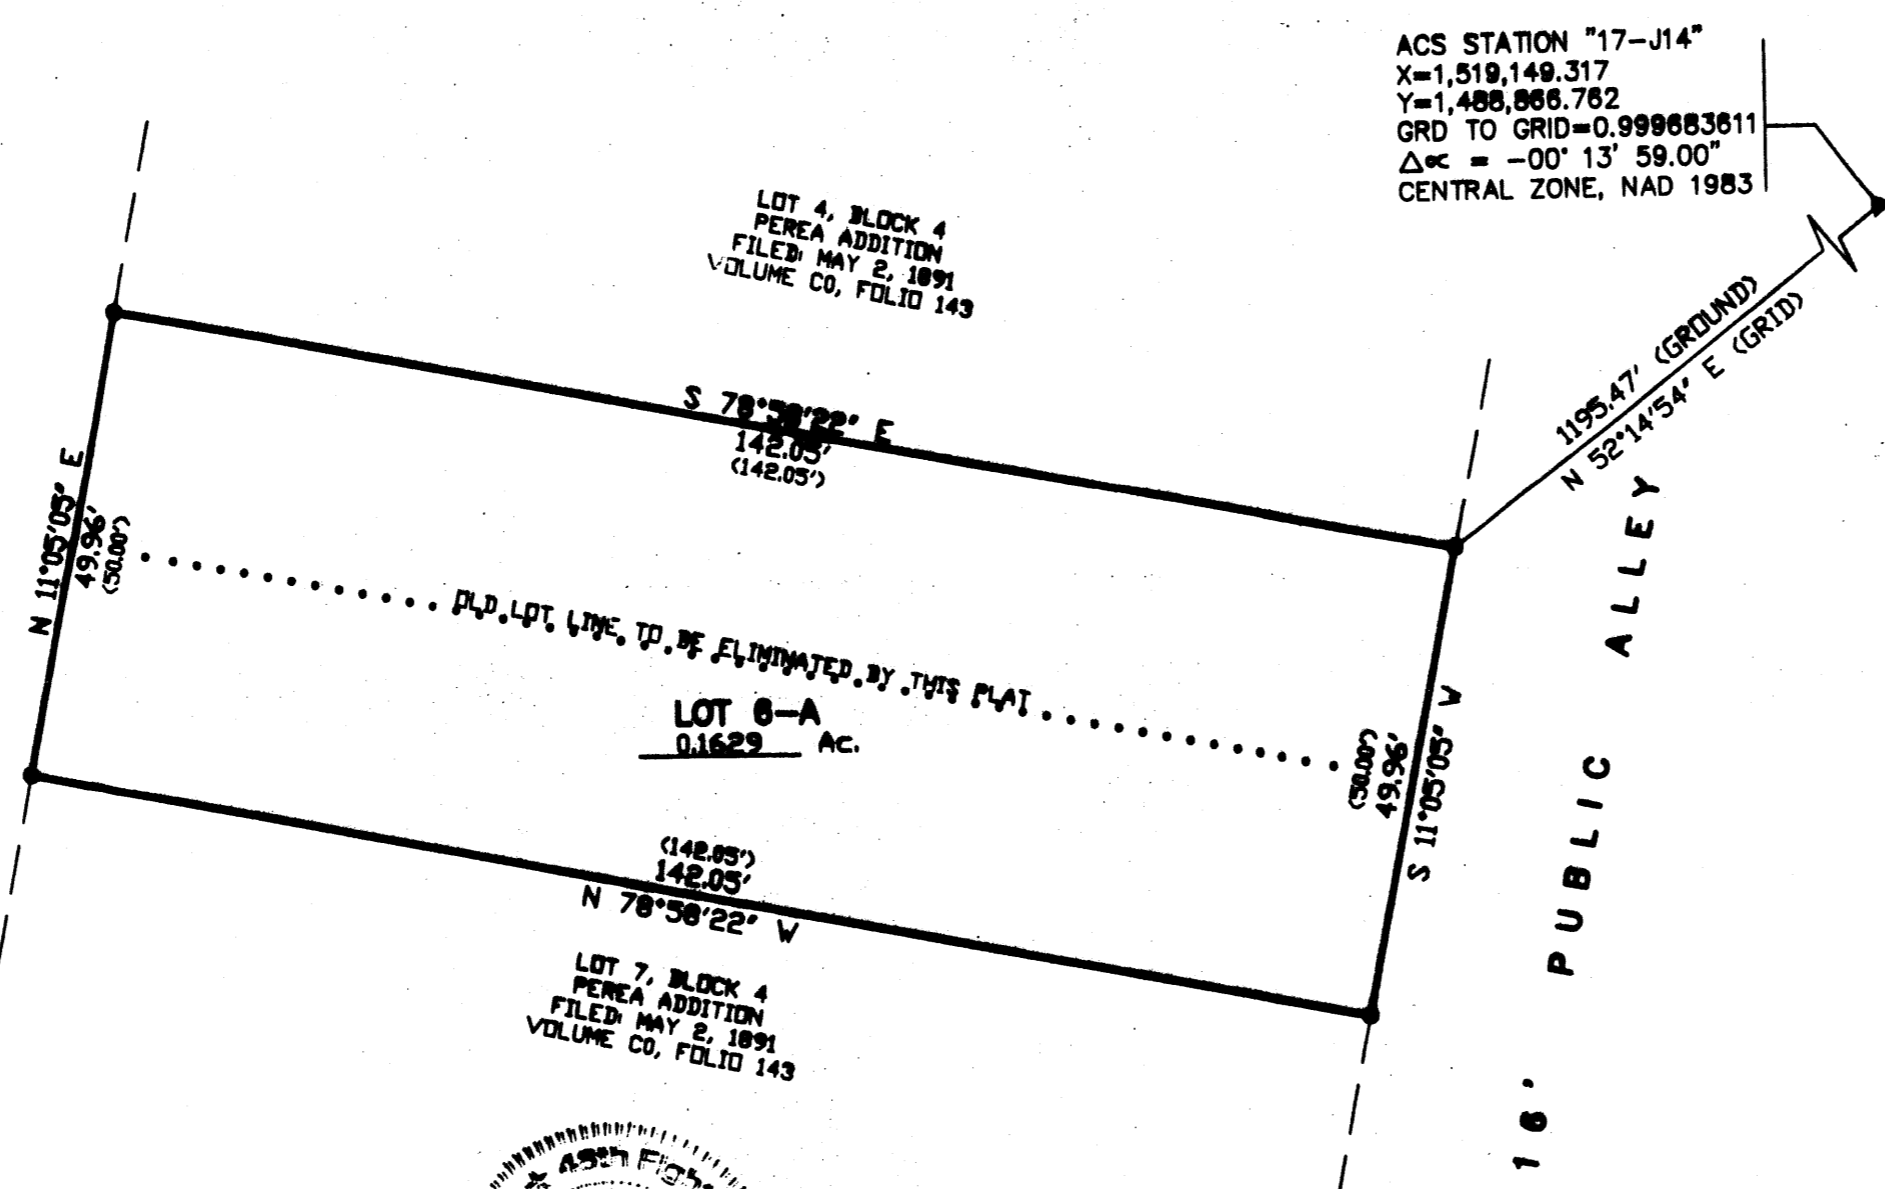 ACS STATION "17-J14"
X=1,519,149.317
Y=1,488,866.762
GRD TO GRID=0.999683611
Δ∝ = -00° 13' 59.00"
CENTRAL ZONE, NAD 1983
LOT 4, BLOCK 4
PEREA ADDITION
FILED: MAY 2, 1891
VOLUME C0, FOLIO 143
1195.47' (GROUND)
N 52°14'54" E (GRID)
S 78°58'22" E
142.05'
(142.05')
N 11°05'05" E
49.96'
(50.00')
OLD LOT LINE TO BE ELIMINATED BY THIS PLAT
LOT 6-A
0.1629 Ac.
(50.00')
49.96'
S 11°05'05" W
16' PUBLIC ALLEY
(142.05')
142.05'
N 78°58'22" W
LOT 7, BLOCK 4
PEREA ADDITION
FILED: MAY 2, 1891
VOLUME C0, FOLIO 143
45th